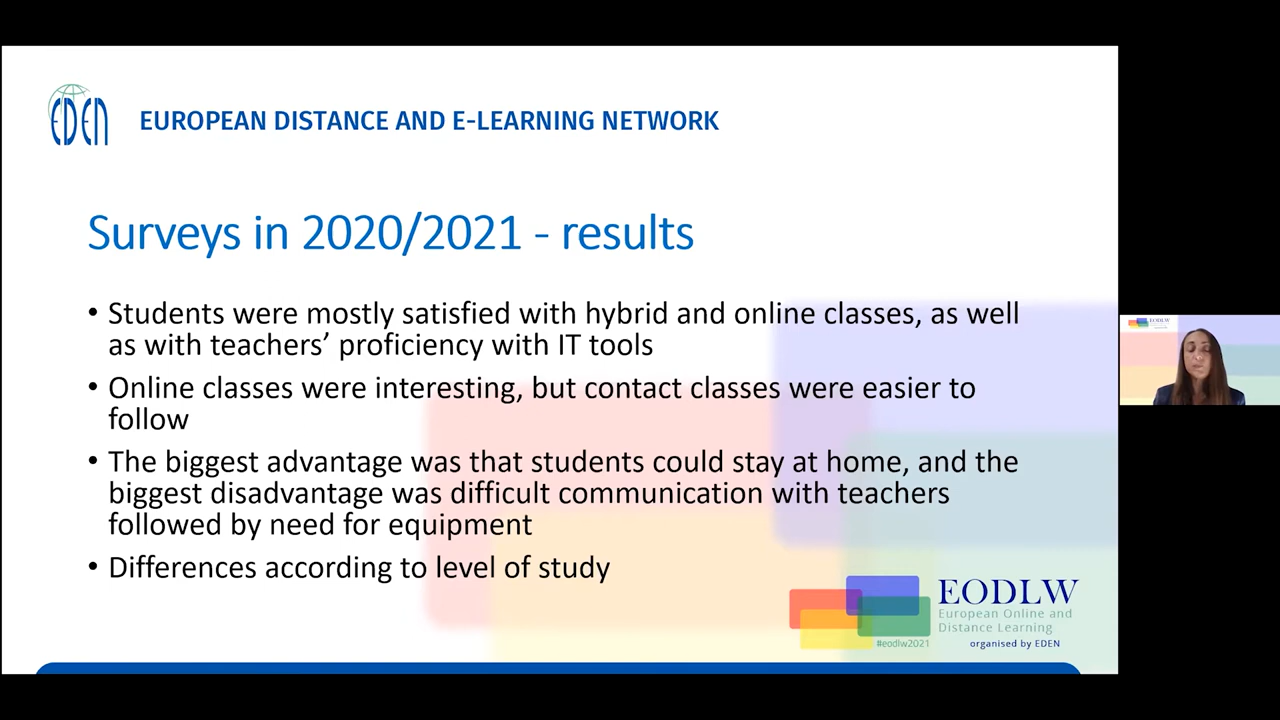 EDEN
EUROPEAN DISTANCE AND E-LEARNING NETWORK
Surveys in 2020/2021 - results
• Students were mostly satisfied with hybrid and online classes, as well
as with teachers’ proficiency with IT tools
• Online classes were interesting, but contact classes were easier to
follow
• The biggest advantage was that students could stay at home, and the
biggest disadvantage was difficult communication with teachers
followed by need for equipment
• Differences according to level of study
EODLW
European Online and
Distance Learning
#eodlw2021
organised by EDEN
EODLW